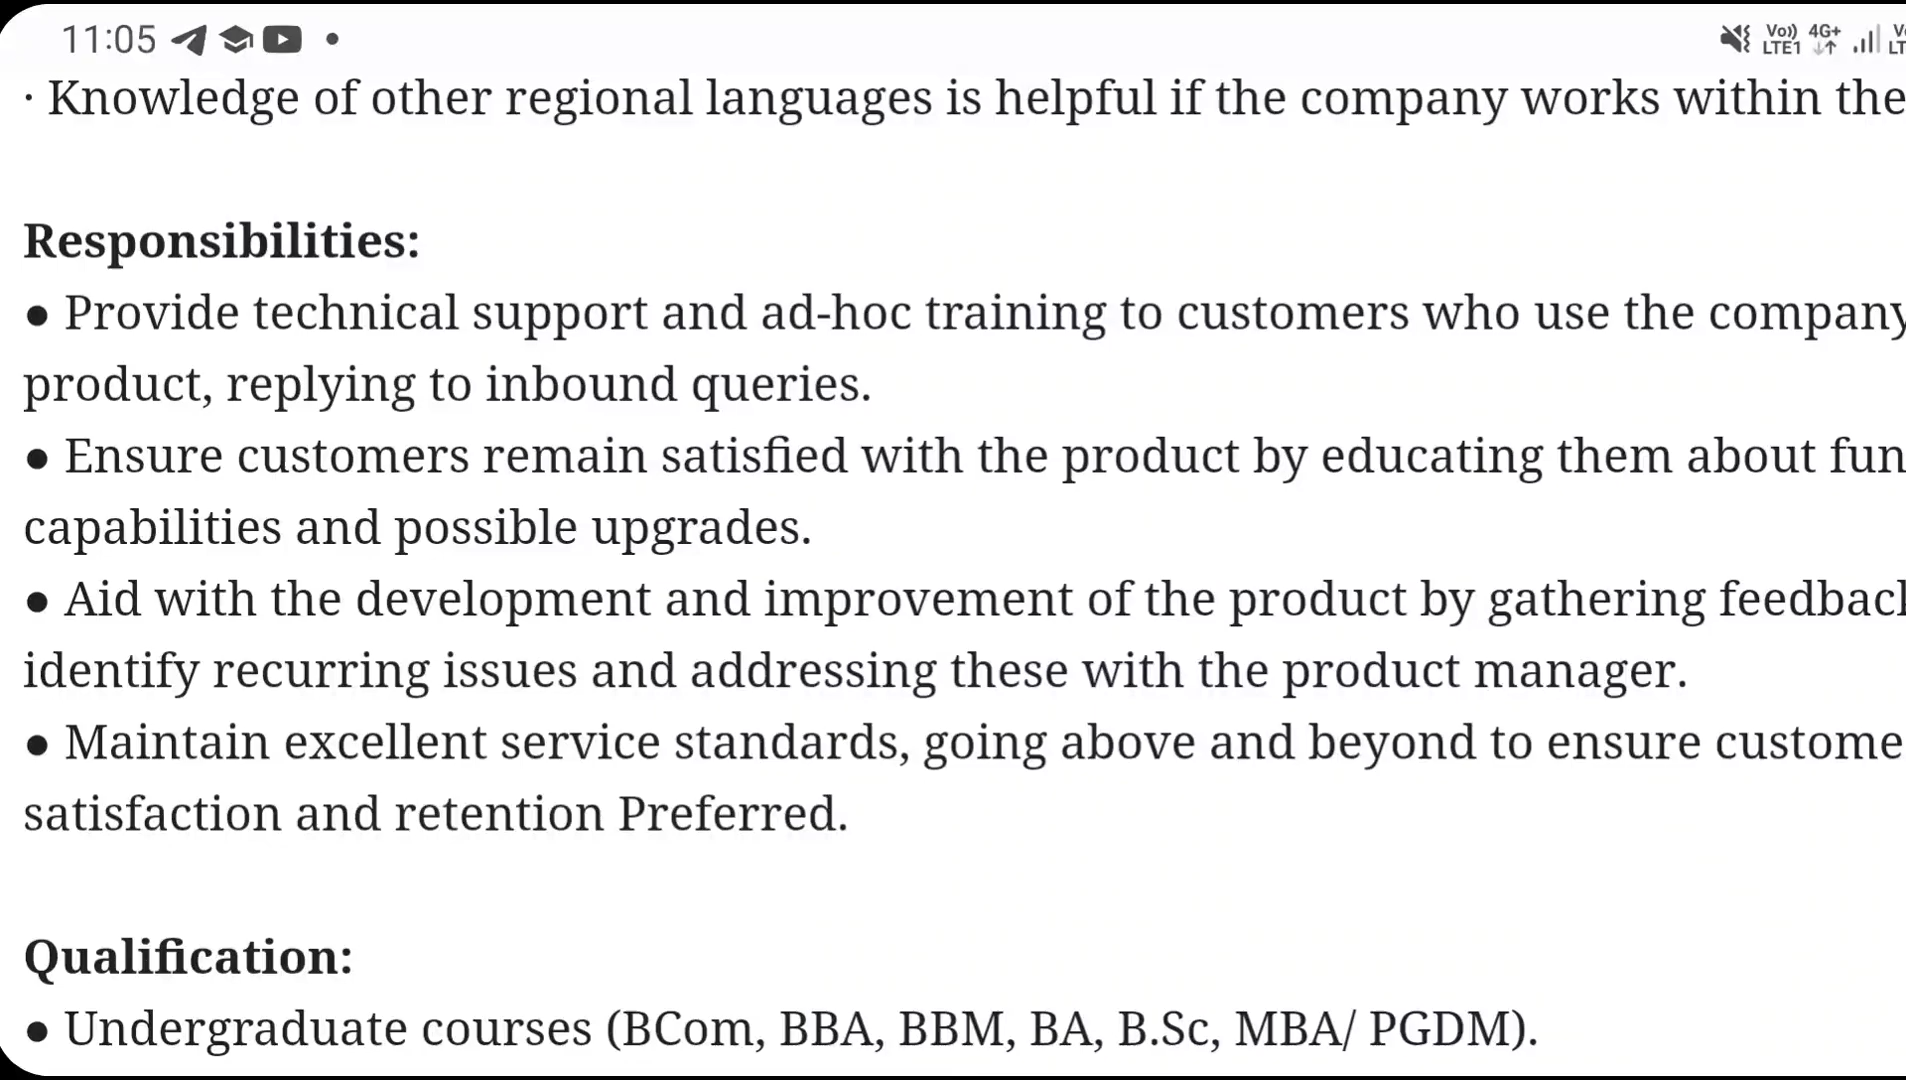 11:05
Vo)) LTE1 4G+
· Knowledge of other regional languages is helpful if the company works within the
Responsibilities:
● Provide technical support and ad-hoc training to customers who use the company
product, replying to inbound queries.
● Ensure customers remain satisfied with the product by educating them about fun
capabilities and possible upgrades.
● Aid with the development and improvement of the product by gathering feedback
identify recurring issues and addressing these with the product manager.
● Maintain excellent service standards, going above and beyond to ensure custome
satisfaction and retention Preferred.
Qualification:
● Undergraduate courses (BCom, BBA, BBM, BA, B.Sc, MBA/ PGDM).